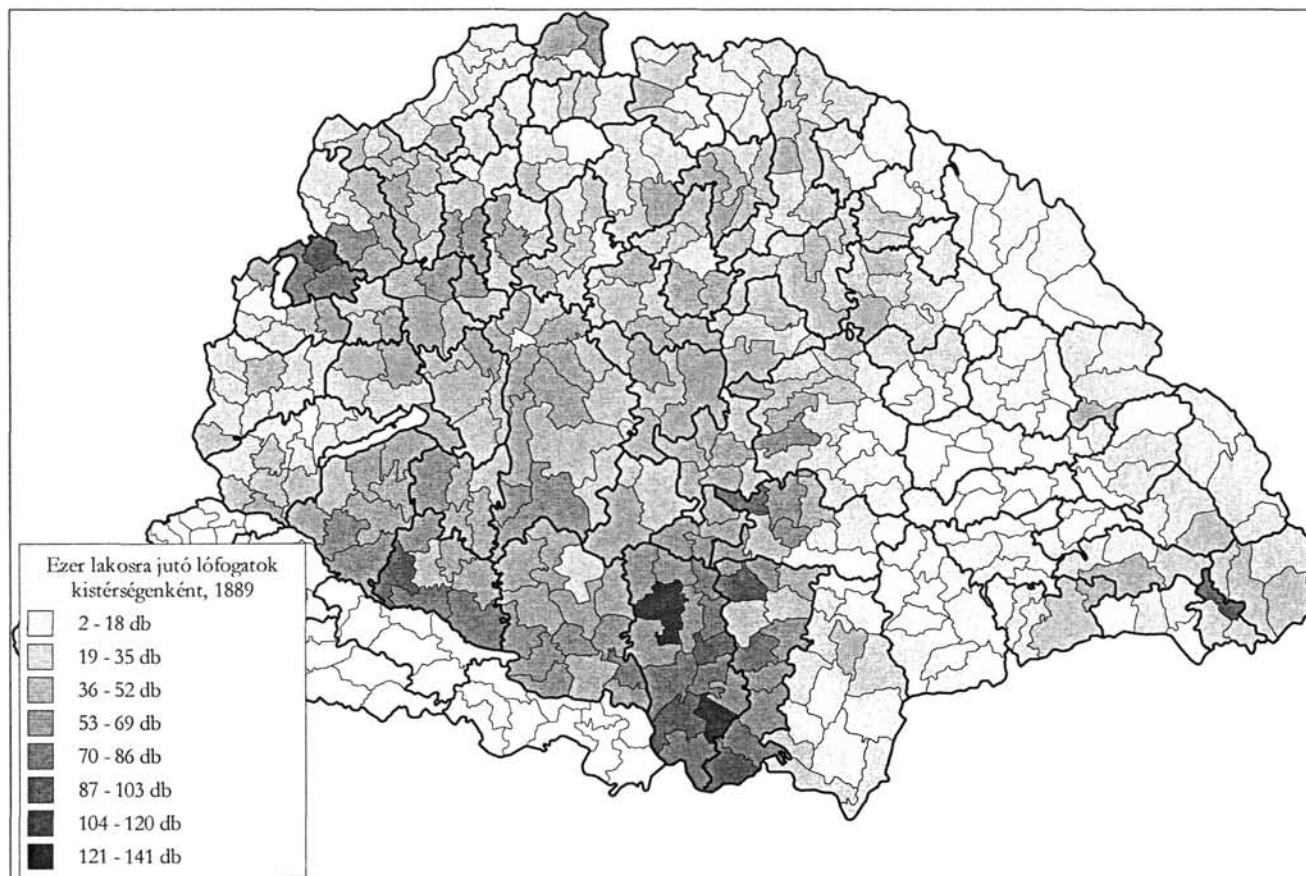 Ezer lakosra jutó lófogatok
kistérségenként, 1889
2 - 18 db
19 - 35 db
36 - 52 db
53 - 69 db
70 - 86 db
87 - 103 db
104 - 120 db
121 - 141 db